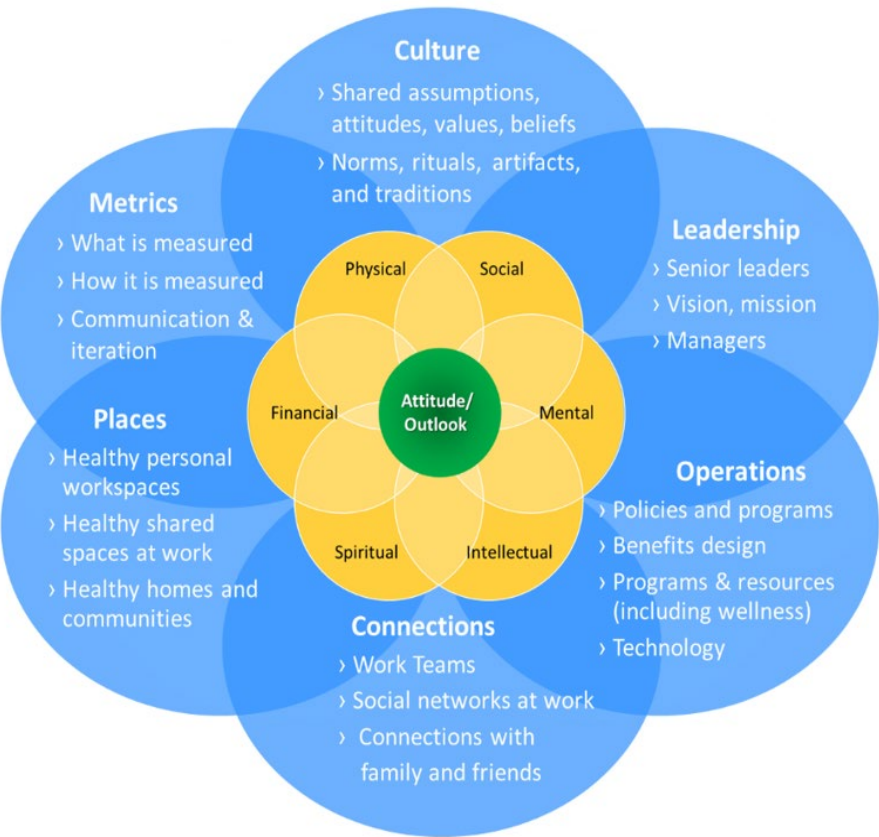 Culture
› Shared assumptions,
attitudes, values, beliefs
› Norms, rituals, artifacts,
and traditions
Metrics
› What is measured
› How it is measured
› Communication &
iteration
Leadership
› Senior leaders
› Vision, mission
› Managers
Physical
Social
Financial
Attitude/
Outlook
Mental
Spiritual
Intellectual
Places
› Healthy personal
workspaces
› Healthy shared
spaces at work
› Healthy homes and
communities
Operations
› Policies and programs
› Benefits design
› Programs & resources
(including wellness)
› Technology
Connections
› Work Teams
› Social networks at work
› Connections with
family and friends